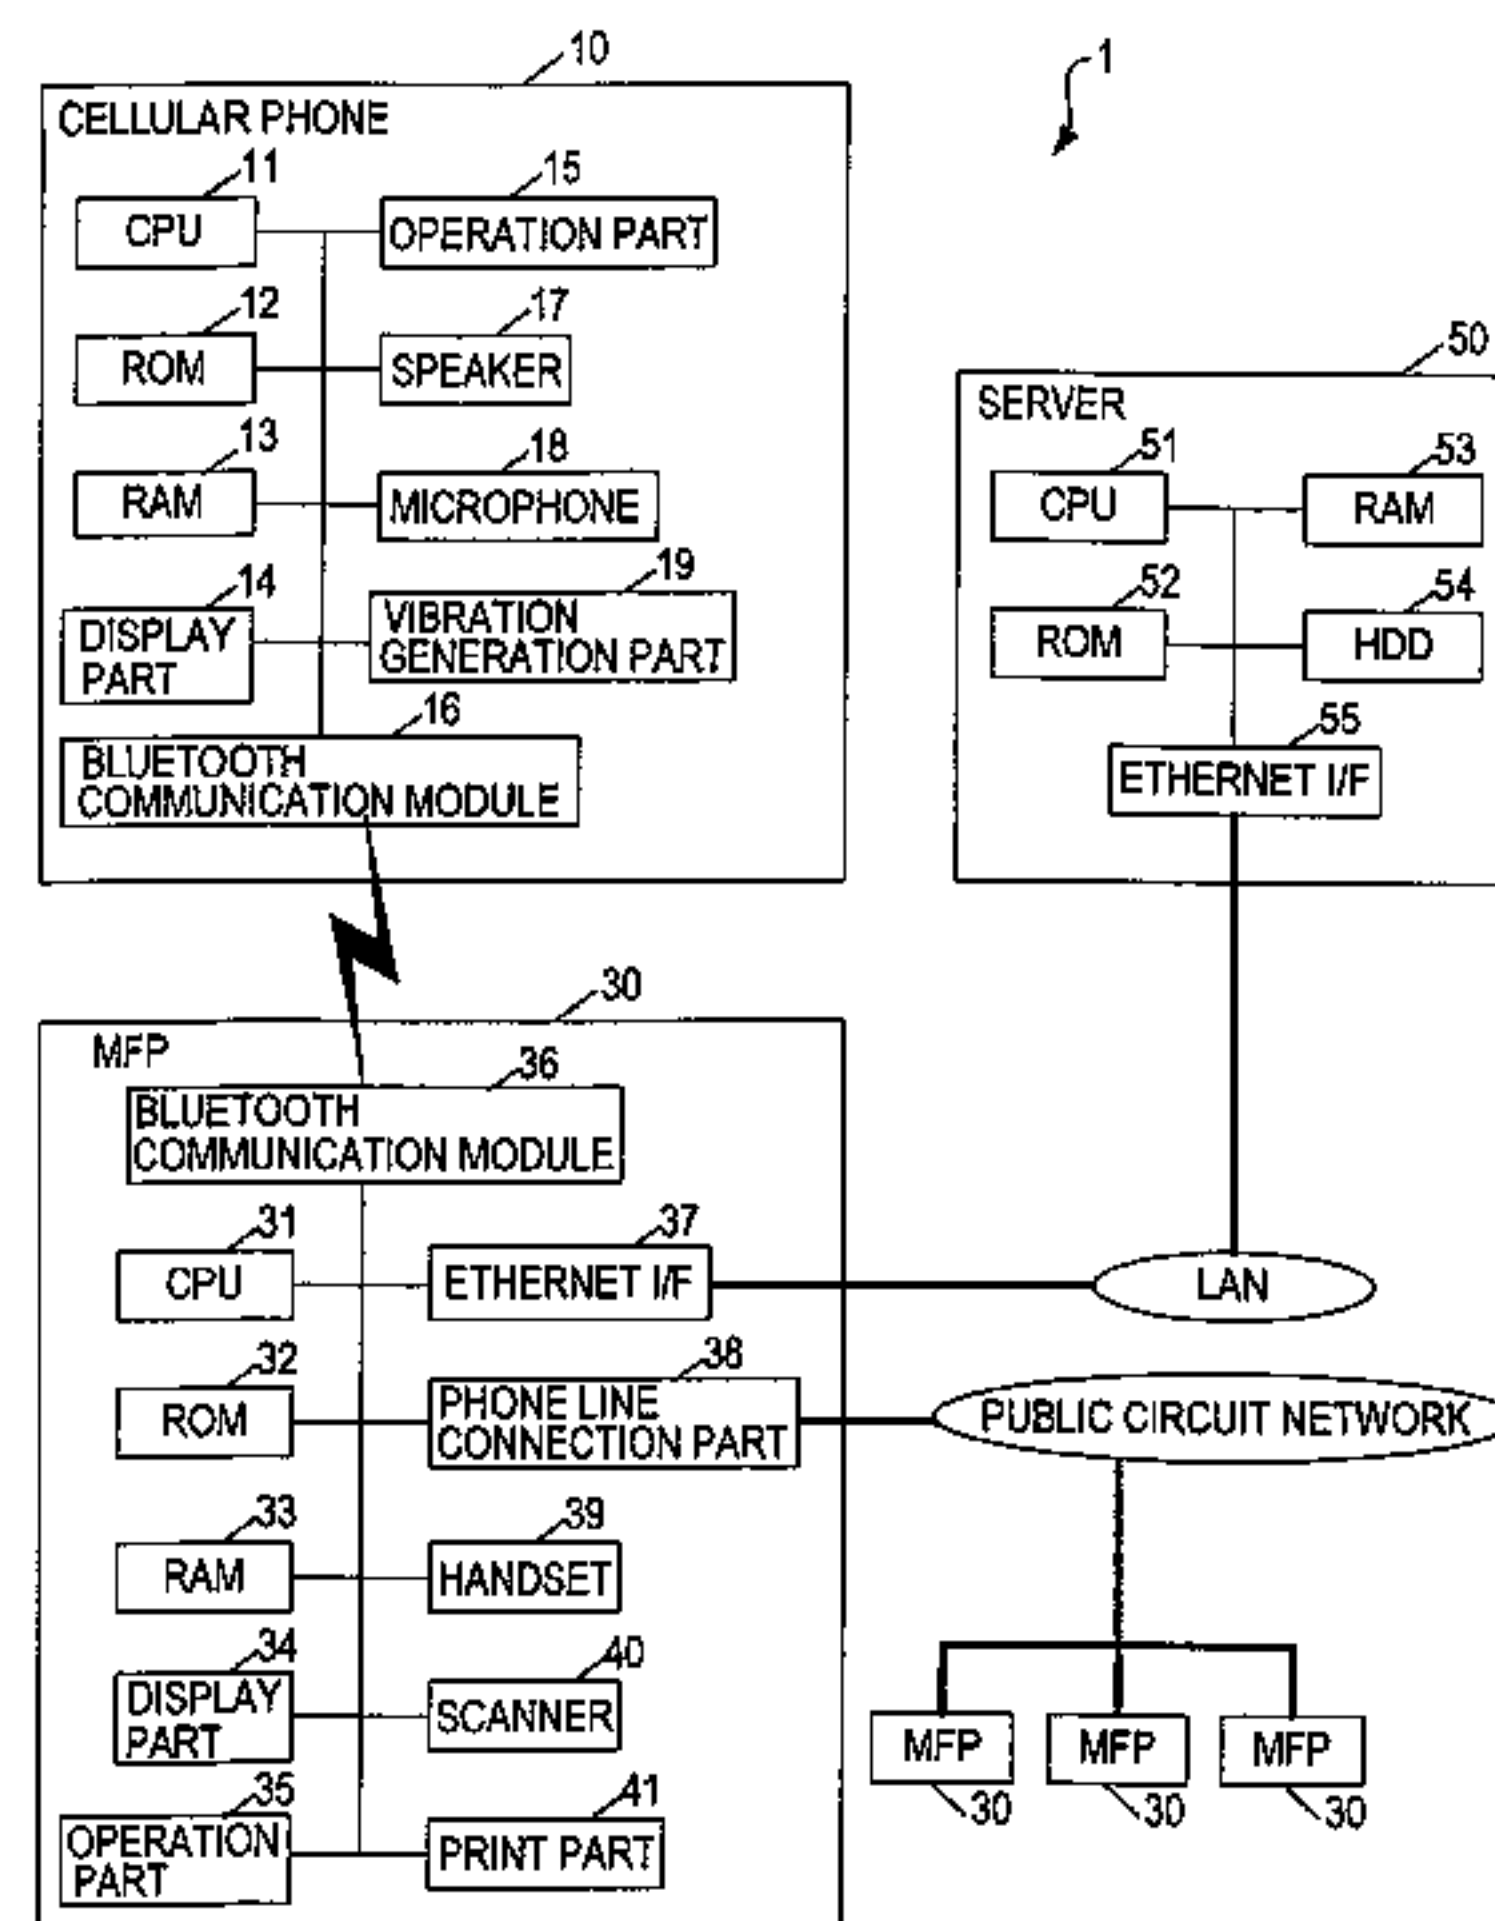 10
1
CELLULAR PHONE
11
15
CPU
OPERATION PART
12
17
ROM
SPEAKER
13
18
RAM
MICROPHONE
14
19
DISPLAY
PART
VIBRATION
GENERATION PART
16
BLUETOOTH
COMMUNICATION MODULE
50
SERVER
51
53
CPU
RAM
52
54
ROM
HDD
55
ETHERNET I/F
30
MFP
36
BLUETOOTH
COMMUNICATION MODULE
31
37
CPU
ETHERNET I/F
LAN
32
38
ROM
PHONE LINE
CONNECTION PART
PUBLIC CIRCUIT NETWORK
33
39
RAM
HANDSET
34
40
DISPLAY
PART
SCANNER
35
41
OPERATION
PART
PRINT PART
MFP
MFP
MFP
30
30
30